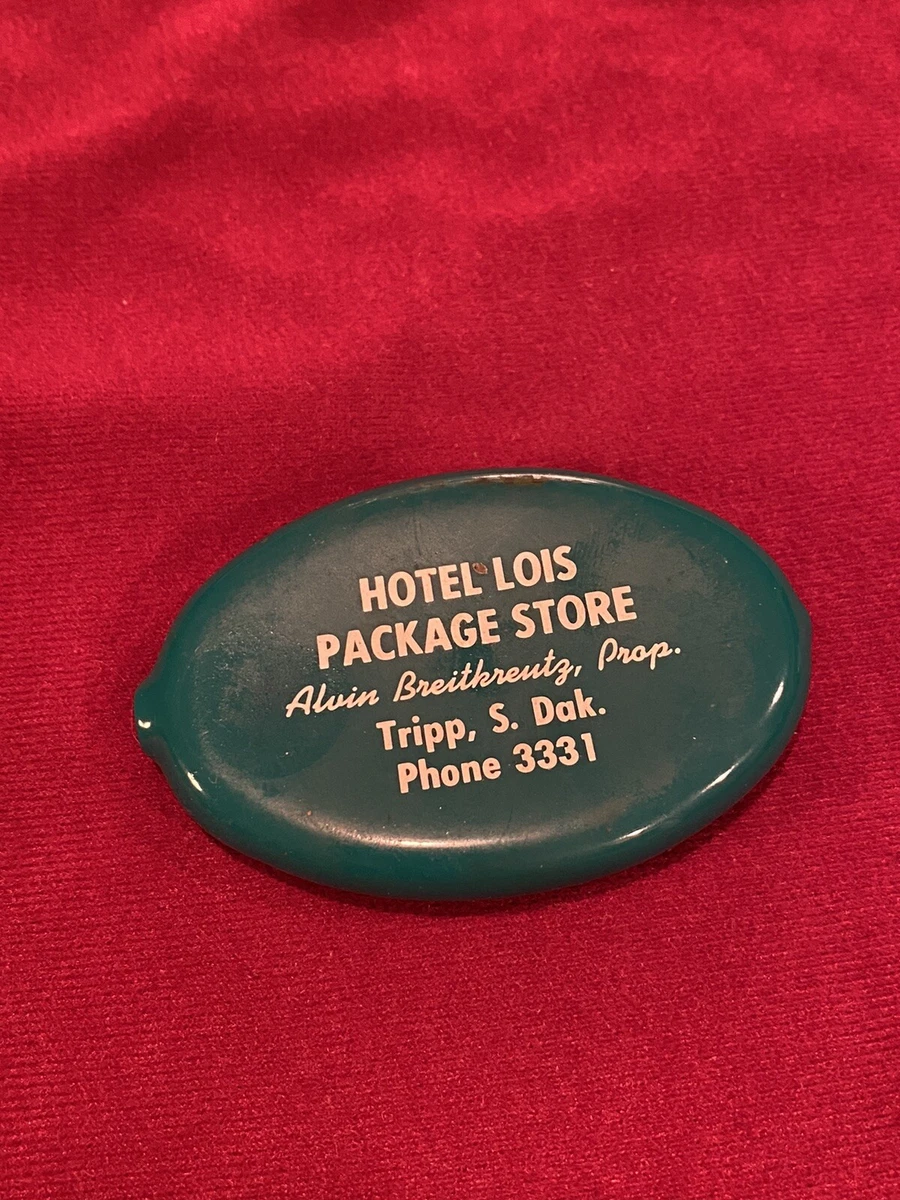 HOTEL LOIS
PACKAGE STORE
Alvin Breitkreutz, Prop.
Tripp, S. Dak.
Phone 3331